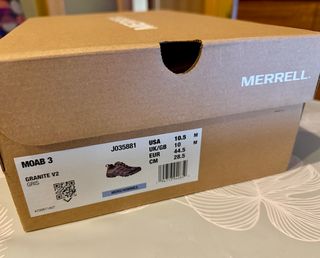 MERRELL
MOAB 3
J035881
GRANITE V2
GRIS
USA 10.5 M
UK/GB 10 M
EUR 44.5
CM 28.5